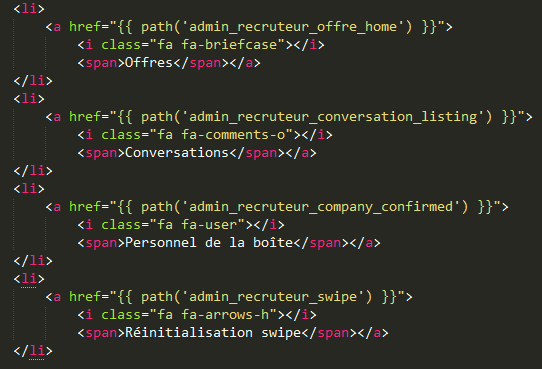 <li>
<a href="{{ path('admin_recruteur_offre_home') }}">
<i class="fa fa-briefcase"></i>
<span>Offres</span></a>
</li>
<li>
<a href="{{ path('admin_recruteur_conversation_listing') }}">
<i class="fa fa-comments-o"></i>
<span>Conversations</span></a>
</li>
<li>
<a href="{{ path('admin_recruteur_company_confirmed') }}">
<i class="fa fa-user"></i>
<span>Personnel de la boîte</span></a>
</li>
<li>
<a href="{{ path('admin_recruteur_swipe') }}">
<i class="fa fa-arrows-h"></i>
<span>Réinitialisation swipe</span></a>
</li>